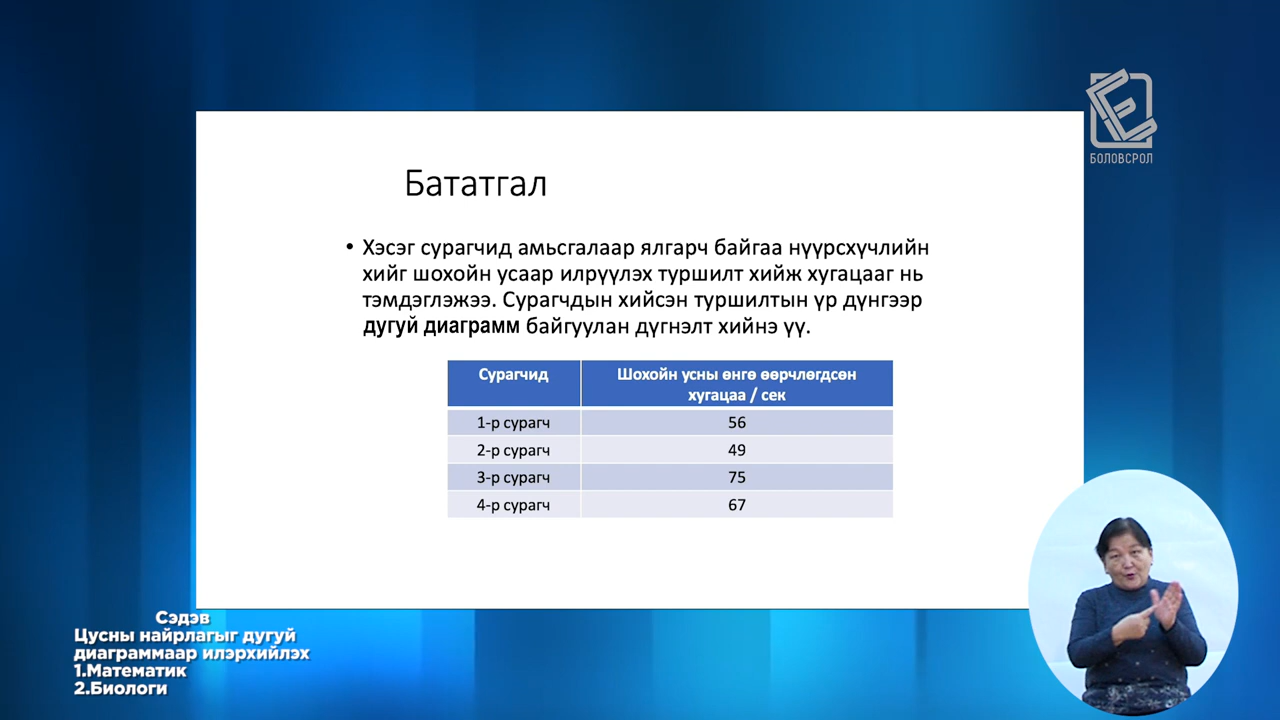 БОЛОВСРОЛ
Бататгал
• Хэсэг сурагчид амьсгалаар ялгарч байгаа нүүрсхүчлийн
хийг шохойн усаар илрүүлэх туршилт хийж хугацааг нь
тэмдэглэжээ. Сурагчдын хийсэн туршилтын үр дүнгээр
дугуй диаграмм байгуулан дүгнэлт хийнэ үү.
Сурагчид
Шохойн усны өнгө өөрчлөгдсөн
хугацаа / сек
1-р сурагч 56
2-р сурагч 49
3-р сурагч 75
4-р сурагч 67
Сэдэв
Цусны найрлагыг дугуй
диаграммаар илэрхийлэх
1.Математик
2.Биологи